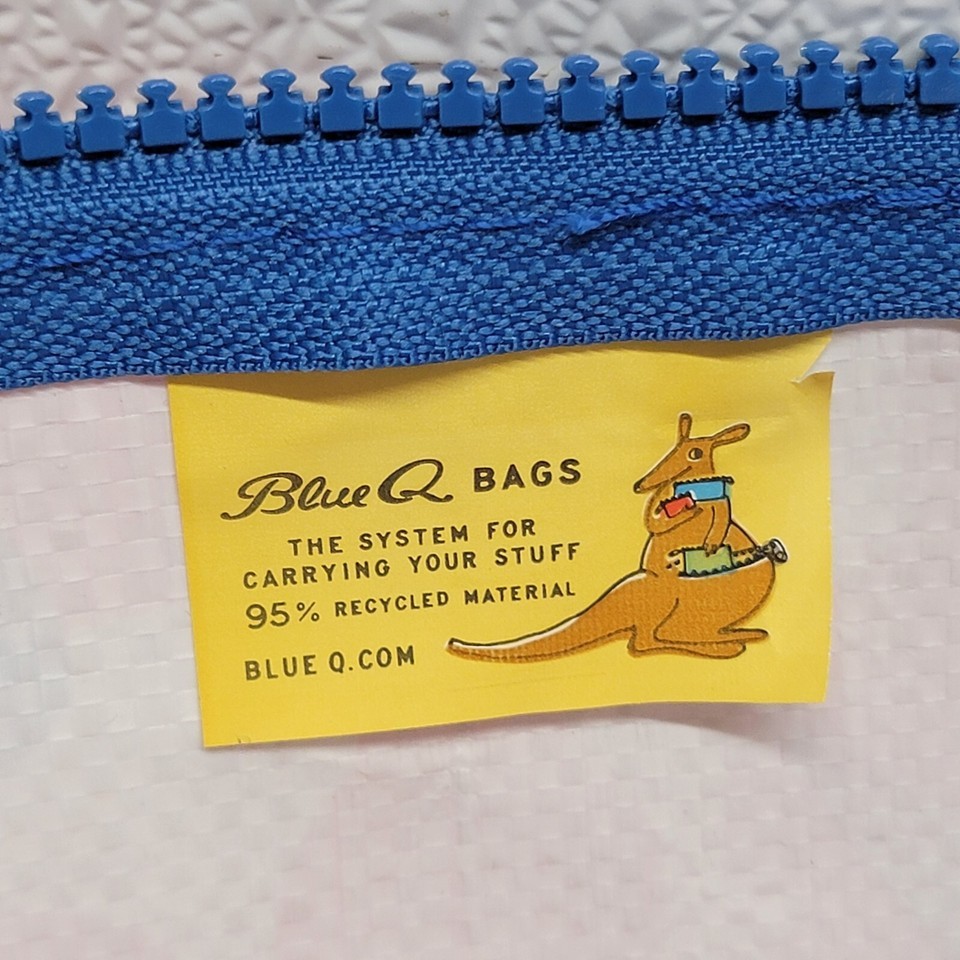 Blue Q BAGS
THE SYSTEM FOR
CARRYING YOUR STUFF
95% RECYCLED MATERIAL
BLUE Q.COM